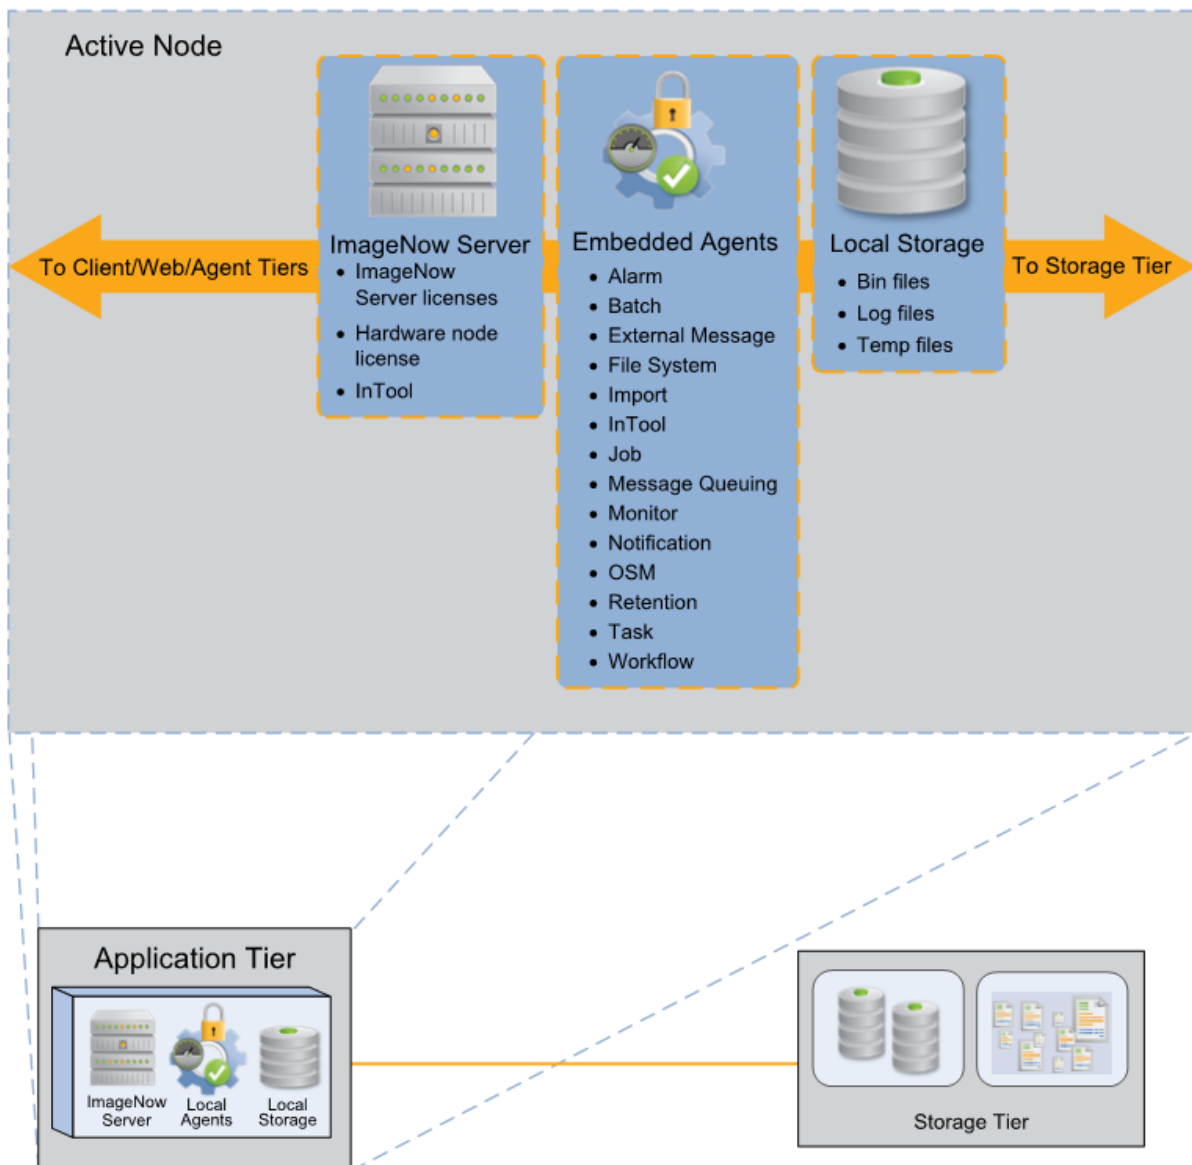 Active Node
To Client/Web/Agent Tiers
ImageNow Server
• ImageNow
Server licenses
• Hardware node
license
• InTool
Embedded Agents
• Alarm
• Batch
• External Message
• File System
• Import
• InTool
• Job
• Message Queuing
• Monitor
• Notification
• OSM
• Retention
• Task
• Workflow
Local Storage
• Bin files
• Log files
• Temp files
To Storage Tier
Application Tier
ImageNow
Server
Local
Agents
Local
Storage
Storage Tier